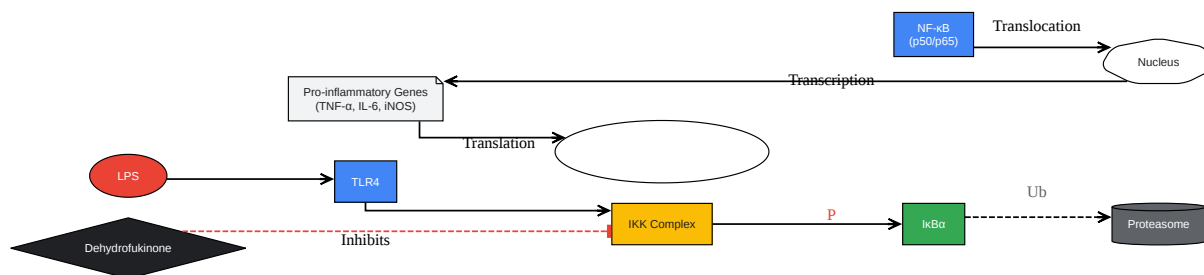 NF-κB
(p50/p65)
Translocation
Nucleus
Transcription
Pro-inflammatory Genes
(TNF-α, IL-6, iNOS)
Translation
LPS
TLR4
Dehydrofukinone
Inhibits
IKK Complex
P
IκBα
Ub
Proteasome